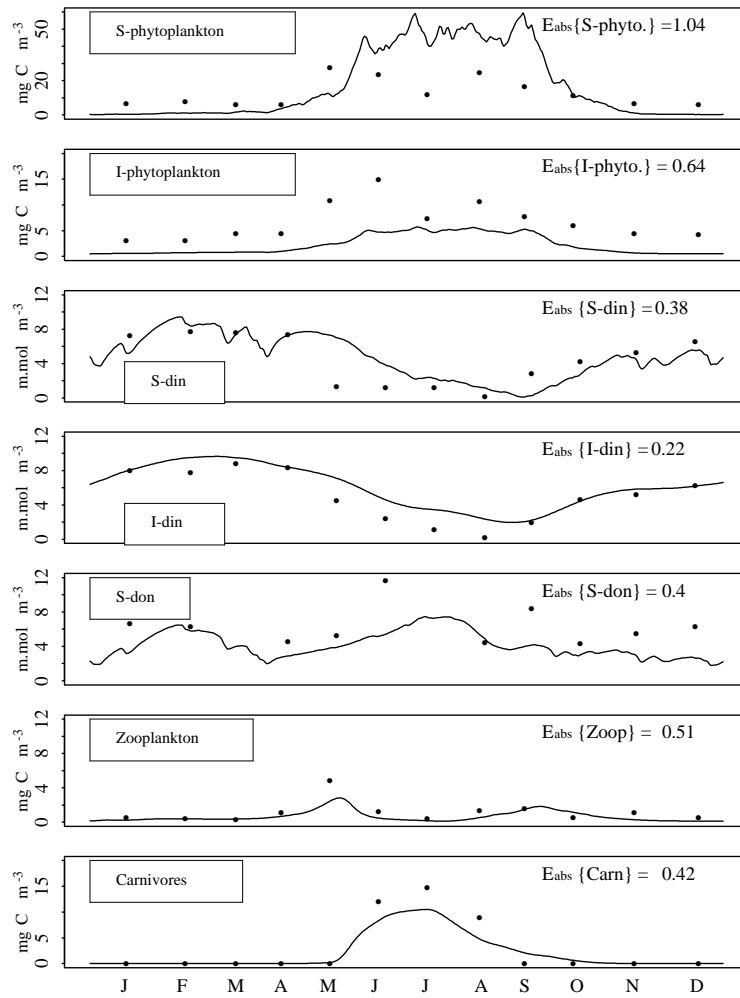 S-phytoplankton
Eabs{S-phyto.} =1.04
mg C m-3
0 20 50
I-phytoplankton
Eabs{I-phyto.} = 0.64
mg C m-3
0 5 15
S-din
Eabs {S-din} =0.38
m.mol m-3
0 4 8 12
I-din
Eabs {I-din} =0.22
m.mol m-3
0 4 8 12
S-don
Eabs {S-don} = 0.4
m.mol m-3
0 4 8 12
Zooplankton
Eabs {Zoop} = 0.51
mg C m-3
0 4 8 12
Carnivores
Eabs {Carn} = 0.42
mg C m-3
0 5 15
J F M A M J J A S O N D